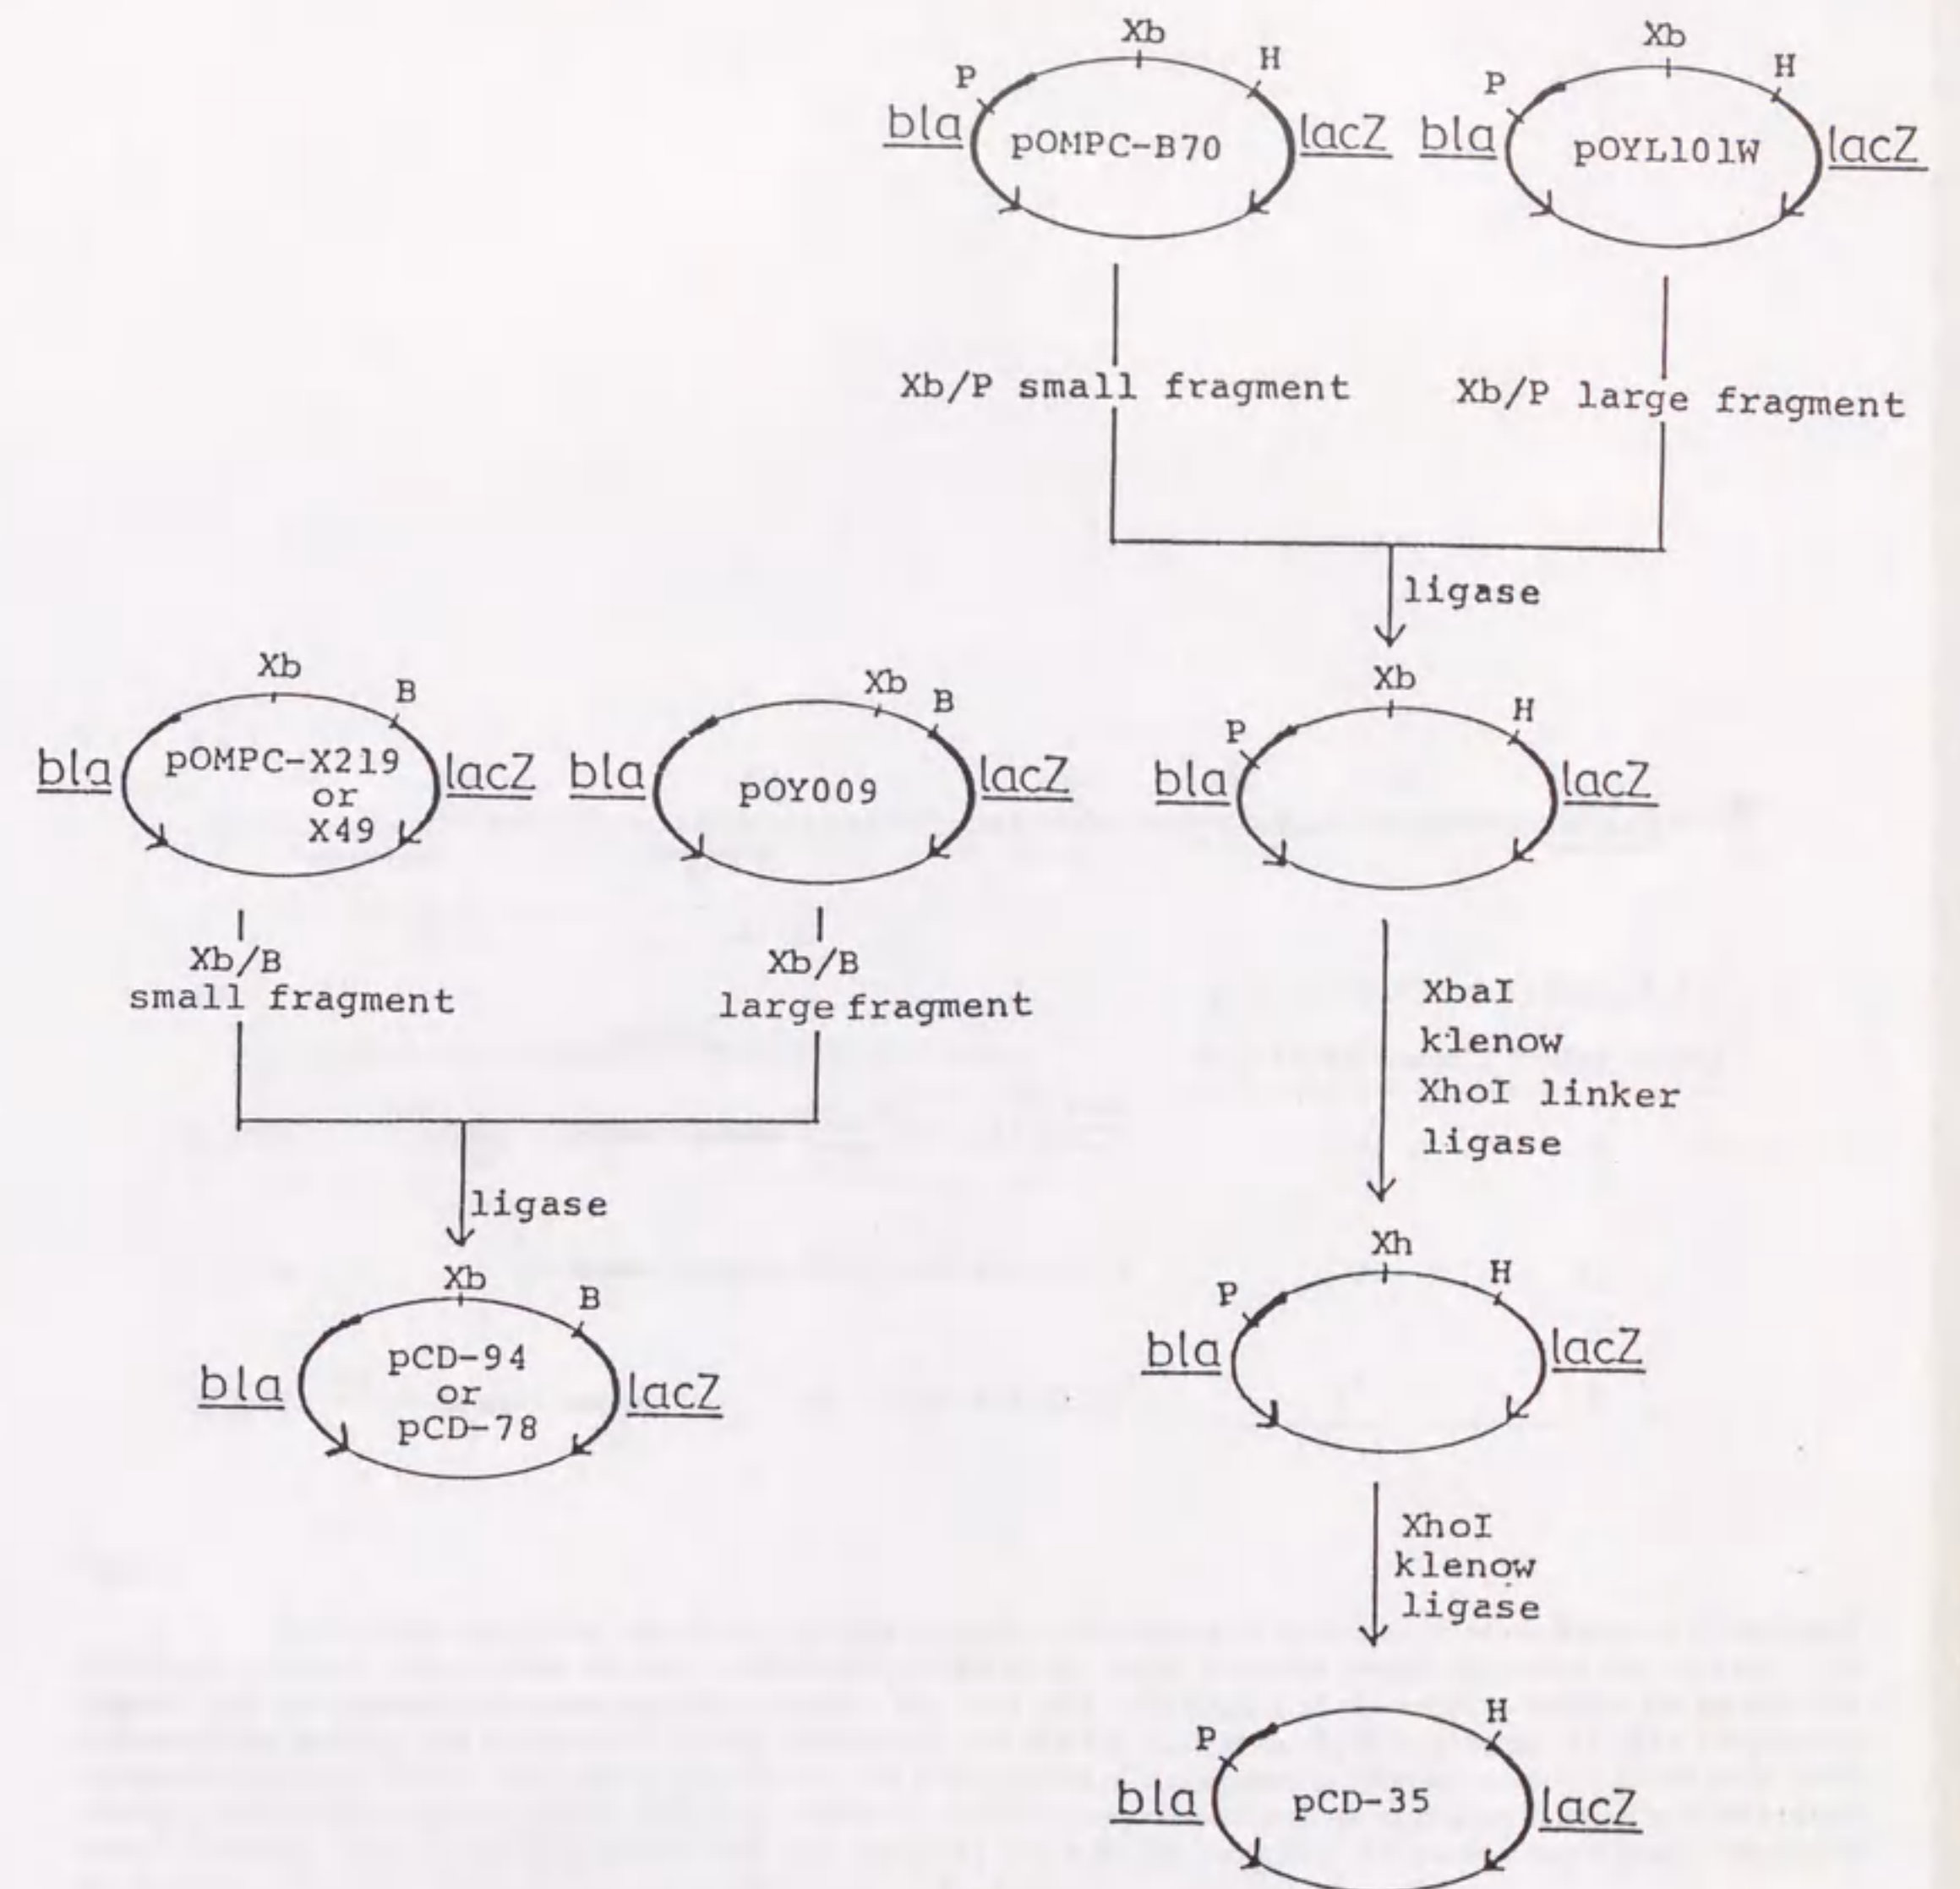 Xb
P
H
bla
pOMPC-B70
lacZ
Xb
P
H
bla
pOYL101W
lacZ
Xb/P small fragment
Xb/P large fragment
ligase
Xb
B
bla
pOMPC-X219
or
X49
lacZ
Xb
B
bla
pOY009
lacZ
Xb/B
small fragment
Xb/B
large fragment
ligase
Xb
B
bla
pCD-94
or
pCD-78
lacZ
Xb
P
H
bla
lacZ
XbaI
klenow
XhoI linker
ligase
Xh
P
H
bla
lacZ
XhoI
klenow
ligase
P
H
bla
pCD-35
lacZ